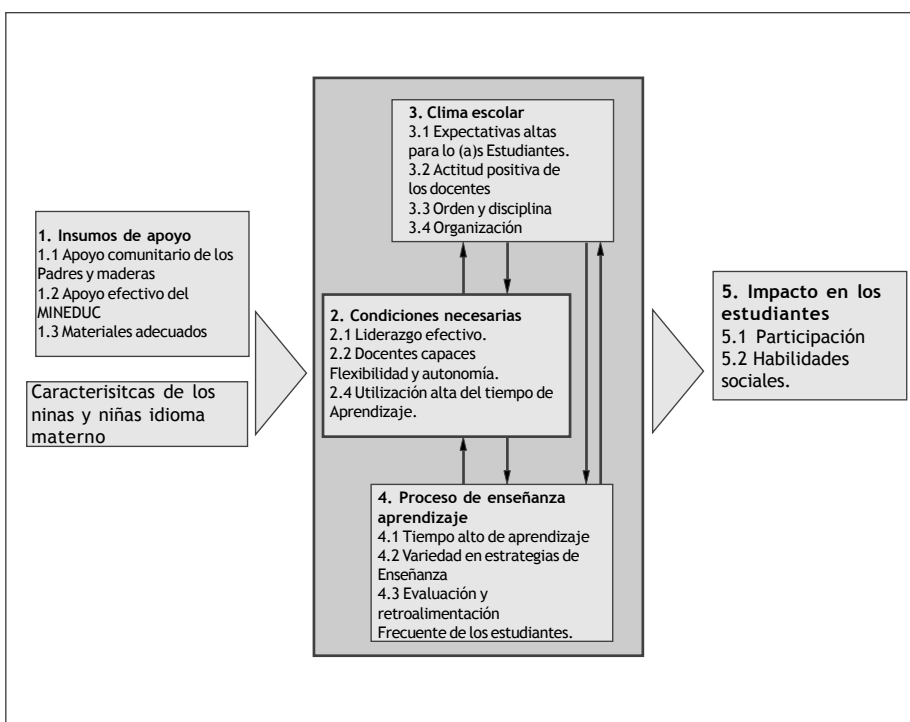 1. Insumos de apoyo
1.1 Apoyo comunitario de los
Padres y maderas
1.2 Apoyo efectivo del
MINEDUC
1.3 Materiales adecuados
Caracterisitcas de los
ninas y niñas idioma
materno
3. Clima escolar
3.1 Expectativas altas
para lo (a)s Estudiantes.
3.2 Actitud positiva de
los docentes
3.3 Orden y disciplina
3.4 Organización
2. Condiciones necesarias
2.1 Liderazgo efectivo.
2.2 Docentes capaces
Flexibilidad y autonomía.
2.4 Utilización alta del tiempo de
Aprendizaje.
4. Proceso de enseñanza
aprendizaje
4.1 Tiempo alto de aprendizaje
4.2 Variedad en estrategias de
Enseñanza
4.3 Evaluación y
retroalimentación
Frecuente de los estudiantes.
5. Impacto en los
estudiantes
5.1 Participación
5.2 Habilidades
sociales.